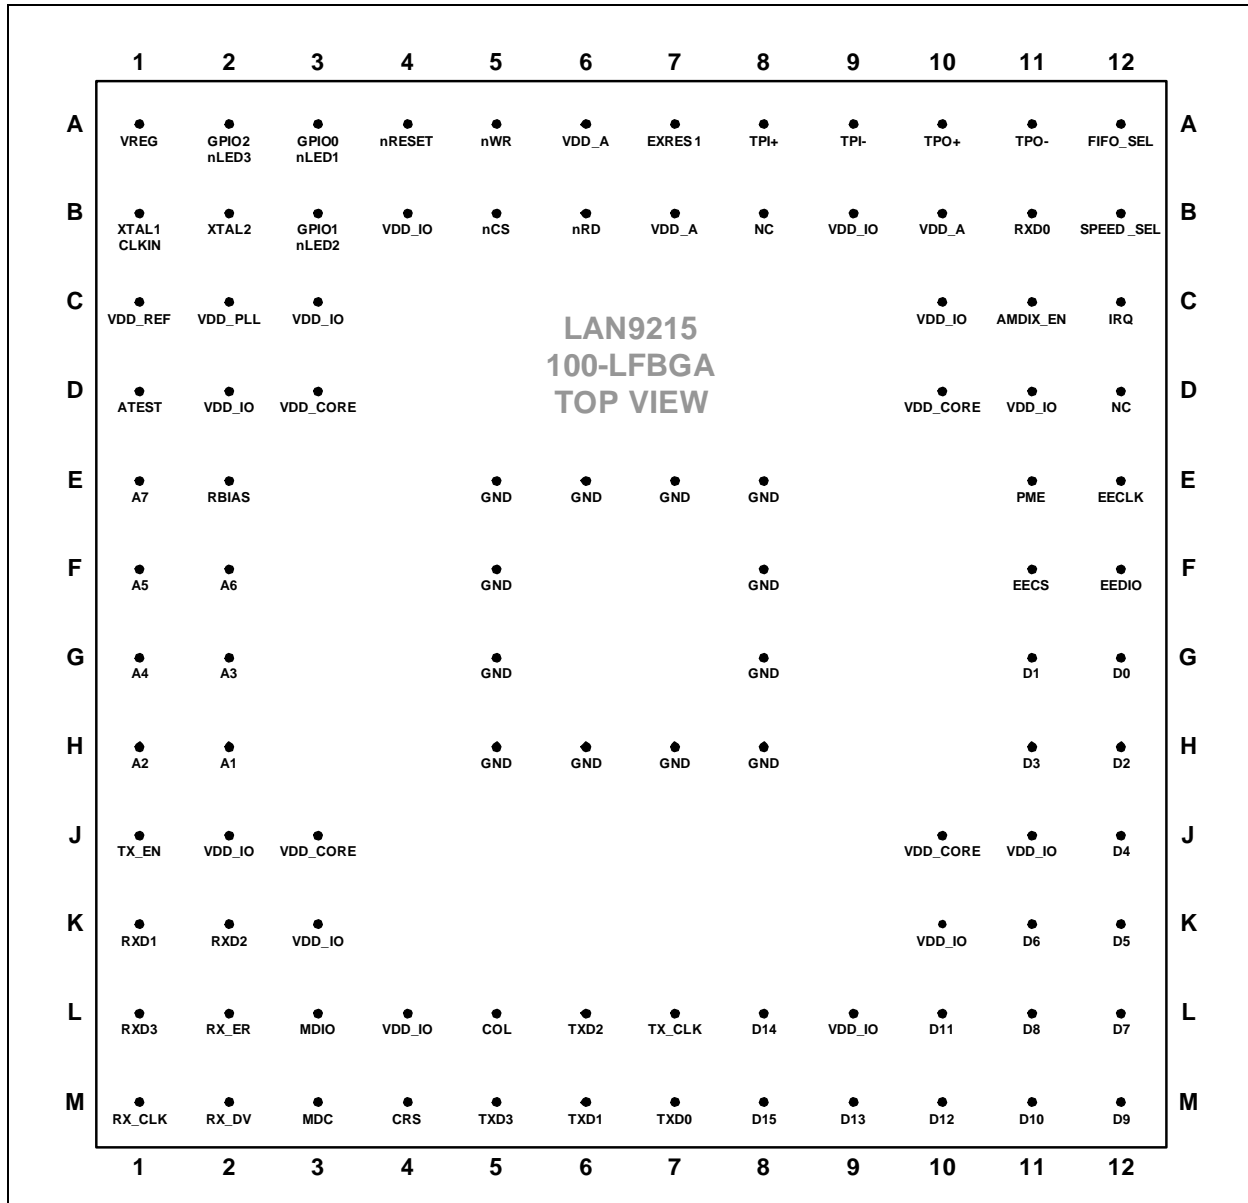 1 2 3 4 5 6 7 8 9 10 11 12
A A
VREG GPIO2 GPIO0 nRESET nWR VDD_A EXRES1 TPI+ TPI- TPO+ TPO- FIFO_SEL
nLED3 nLED1
B B
XTAL1 XTAL2 GPIO1 VDD_IO nCS nRD VDD_A NC VDD_IO VDD_A RXD0 SPEED_SEL
CLKIN nLED2
C C
VDD_REF VDD_PLL VDD_IO VDD_IO AMDIX_EN IRQ
LAN9215
100-LFBGA
TOP VIEW
D D
ATEST VDD_IO VDD_CORE VDD_CORE VDD_IO NC
E E
A7 RBIAS GND GND GND GND PME EECLK
F F
A5 A6 GND GND EECS EEDIO
G G
A4 A3 GND GND D1 D0
H H
A2 A1 GND GND GND GND D3 D2
J J
TX_EN VDD_IO VDD_CORE VDD_CORE VDD_IO D4
K K
RXD1 RXD2 VDD_IO VDD_IO D6 D5
L L
RXD3 RX_ER MDIO VDD_IO COL TXD2 TX_CLK D14 VDD_IO D11 D8 D7
M M
RX_CLK RX_DV MDC CRS TXD3 TXD1 TXD0 D15 D13 D12 D10 D9
1 2 3 4 5 6 7 8 9 10 11 12